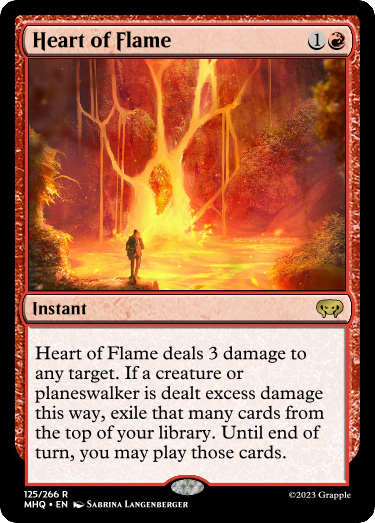 Heart of Flame 1
Instant
Heart of Flame deals 3 damage to
any target. If a creature or
planeswalker is dealt excess damage
this way, exile that many cards from
the top of your library. Until end of
turn, you may play those cards.
125/266 R
MHQ • EN Sabrina Langenberger
©2023 Grapple